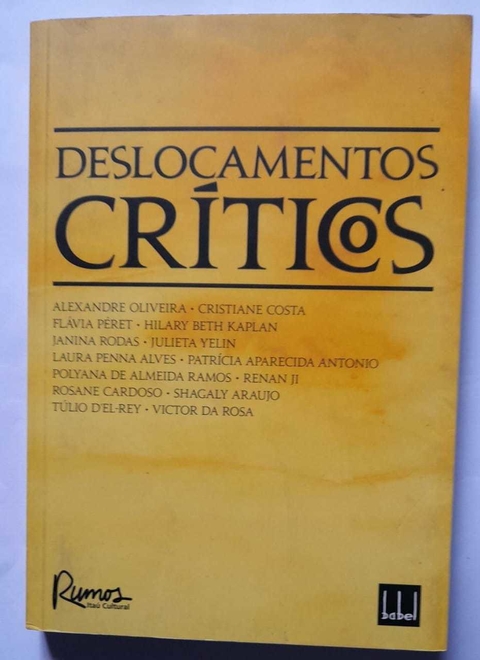 DESLOCAMENTOS
CRÍTICOS
ALEXANDRE OLIVEIRA • CRISTIANE COSTA
FLÁVIA PÉRET • HILARY BETH KAPLAN
JANINA RODAS • JULIETA YELIN
LAURA PENNA ALVES • PATRÍCIA APARECIDA ANTONIO
POLYANA DE ALMEIDA RAMOS • RENAN JI
ROSANE CARDOSO • SHAGALY ARAUJO
TÚLIO D'EL-REY • VICTOR DA ROSA
Rumos
Itaú Cultural
babel